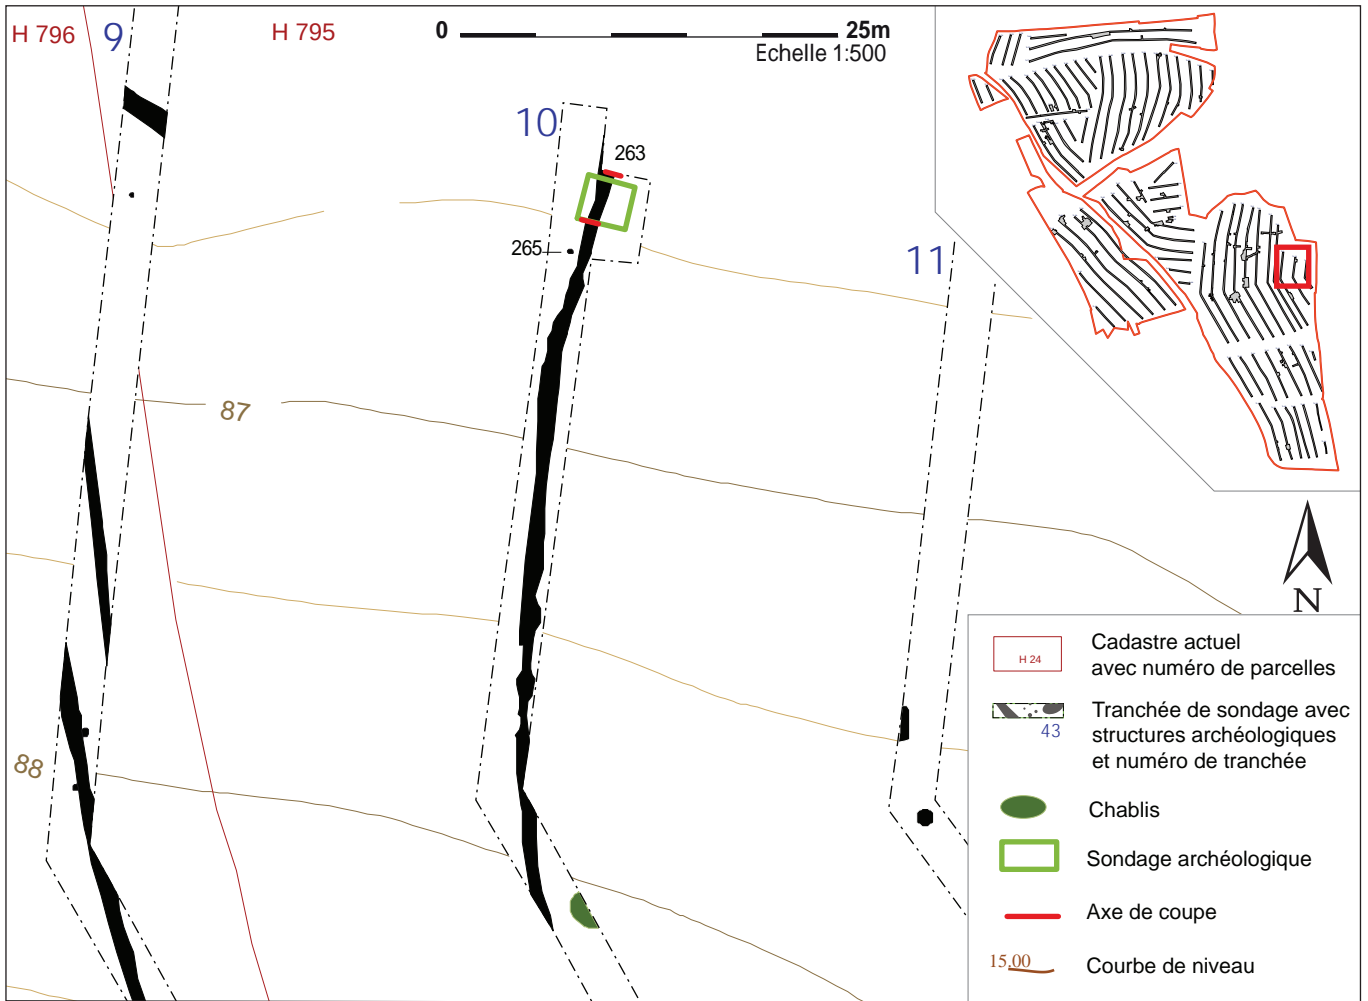 H 796
9
H 795
0
25m
Echelle 1:500
10
263
265
11
87
88
N
H 24
Cadastre actuel
avec numéro de parcelles
43
Tranchée de sondage avec
structures archéologiques
et numéro de tranchée
Chablis
Sondage archéologique
Axe de coupe
15.00
Courbe de niveau